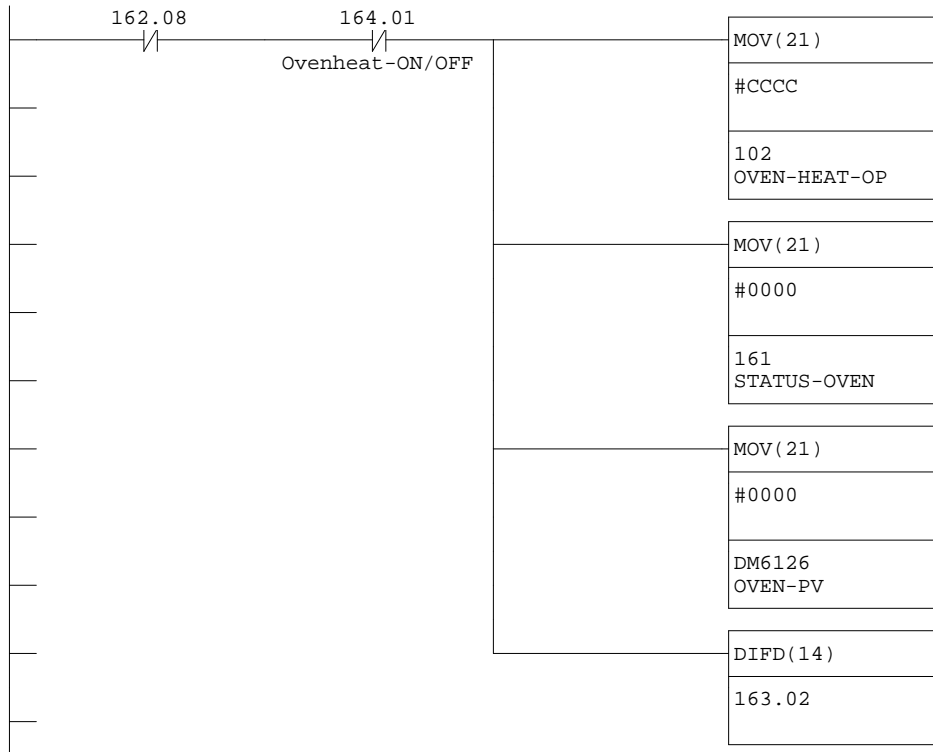 162.08
164.01
Ovenheat-ON/OFF
MOV(21)
#CCCC
102
OVEN-HEAT-OP
MOV(21)
#0000
161
STATUS-OVEN
MOV(21)
#0000
DM6126
OVEN-PV
DIFD(14)
163.02